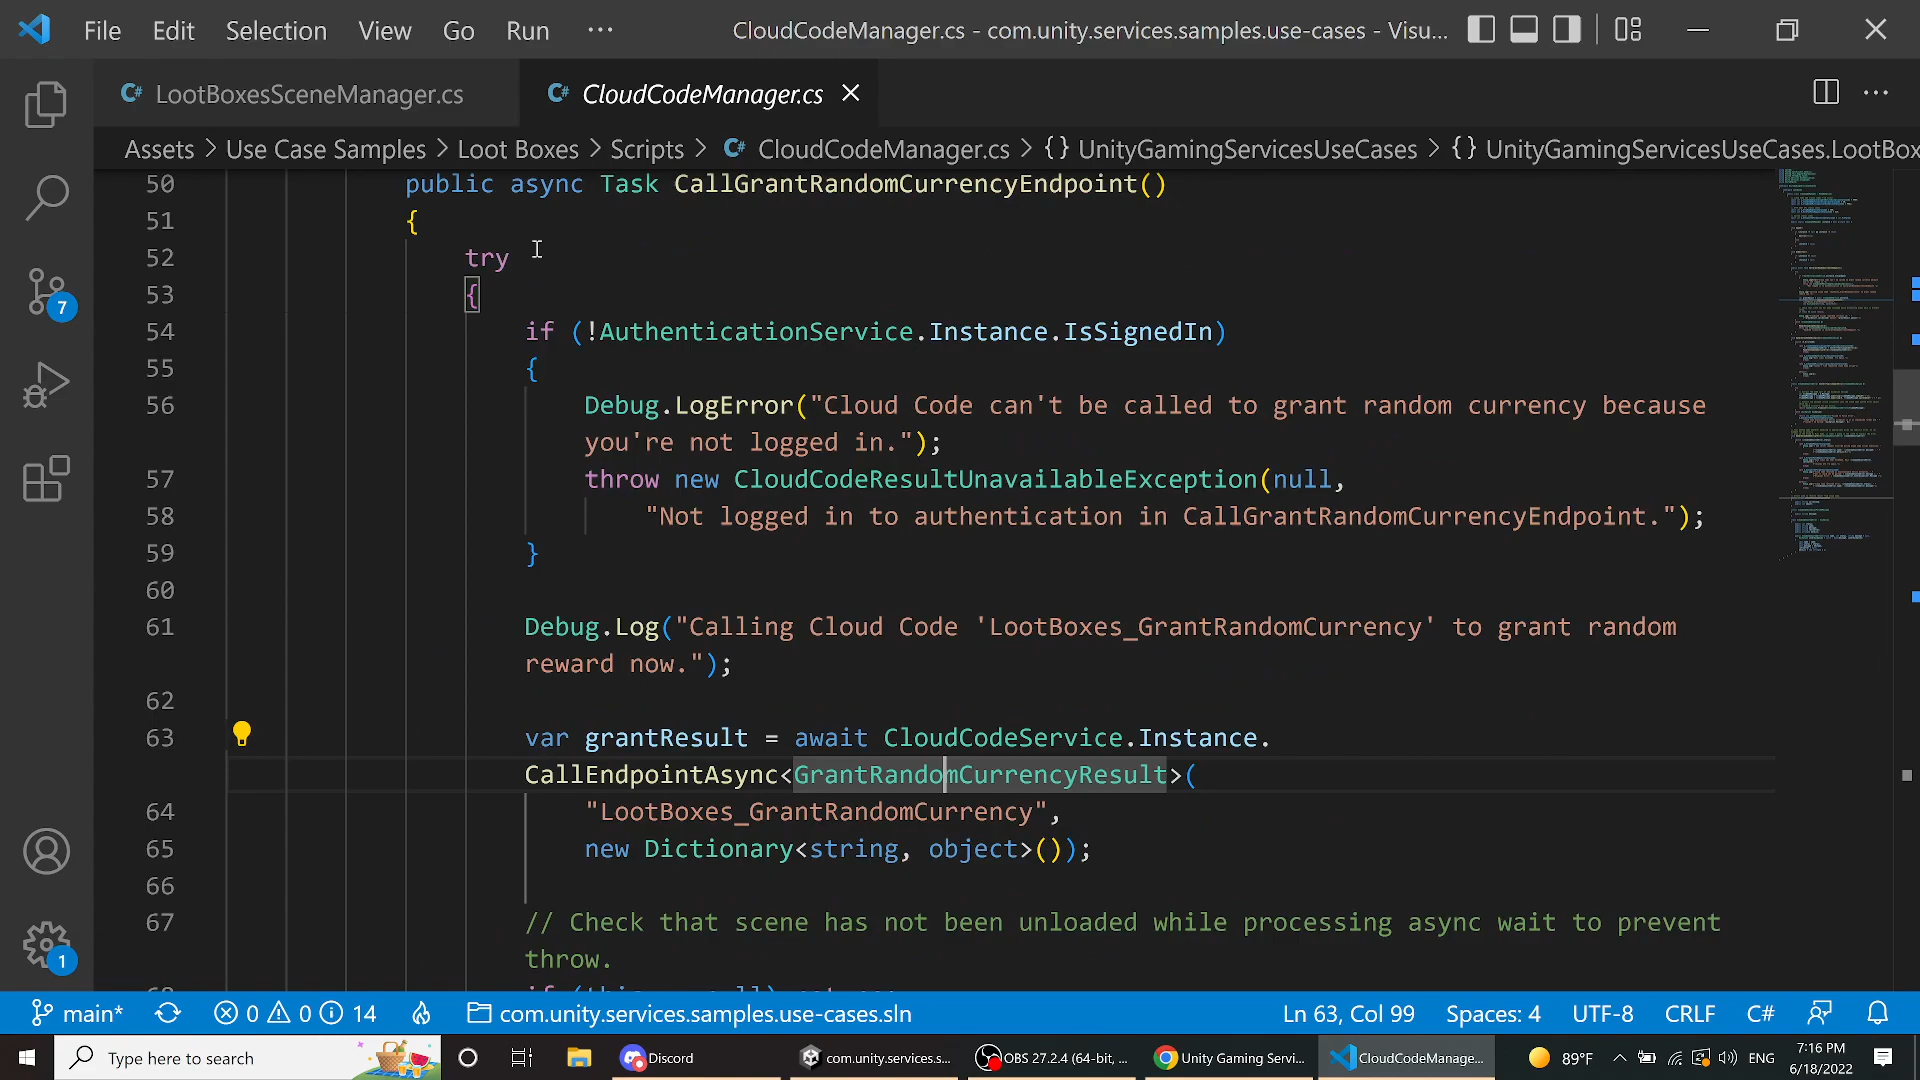 File Edit Selection View Go Run ··· CloudCodeManager.cs - com.unity.services.samples.use-cases - Visu...
C# LootBoxesSceneManager.cs C# CloudCodeManager.cs
Assets > Use Case Samples > Loot Boxes > Scripts > C# CloudCodeManager.cs > {} UnityGamingServicesUseCases > {} UnityGamingServicesUseCases.LootBox
50 public async Task CallGrantRandomCurrencyEndpoint()
51 {
52 try
53 {
54 if (!AuthenticationService.Instance.IsSignedIn)
55 {
56 Debug.LogError("Cloud Code can't be called to grant random currency because
you're not logged in.");
57 throw new CloudCodeResultUnavailableException(null,
58 "Not logged in to authentication in CallGrantRandomCurrencyEndpoint.");
59 }
60
61 Debug.Log("Calling Cloud Code 'LootBoxes_GrantRandomCurrency' to grant random
reward now.");
62
63 var grantResult = await CloudCodeService.Instance.
CallEndpointAsync<GrantRandomCurrencyResult>(
64 "LootBoxes_GrantRandomCurrency",
65 new Dictionary<string, object>());
66
67 // Check that scene has not been unloaded while processing async wait to prevent
throw.
7
1
main* 0 0 14 com.unity.services.samples.use-cases.sln Ln 63, Col 99 Spaces: 4 UTF-8 CRLF C#
Type here to search Discord com.unity.services.s... OBS 27.2.4 (64-bit, ... Unity Gaming Servi... CloudCodeManage... 89°F ENG 7:16 PM
6/18/2022